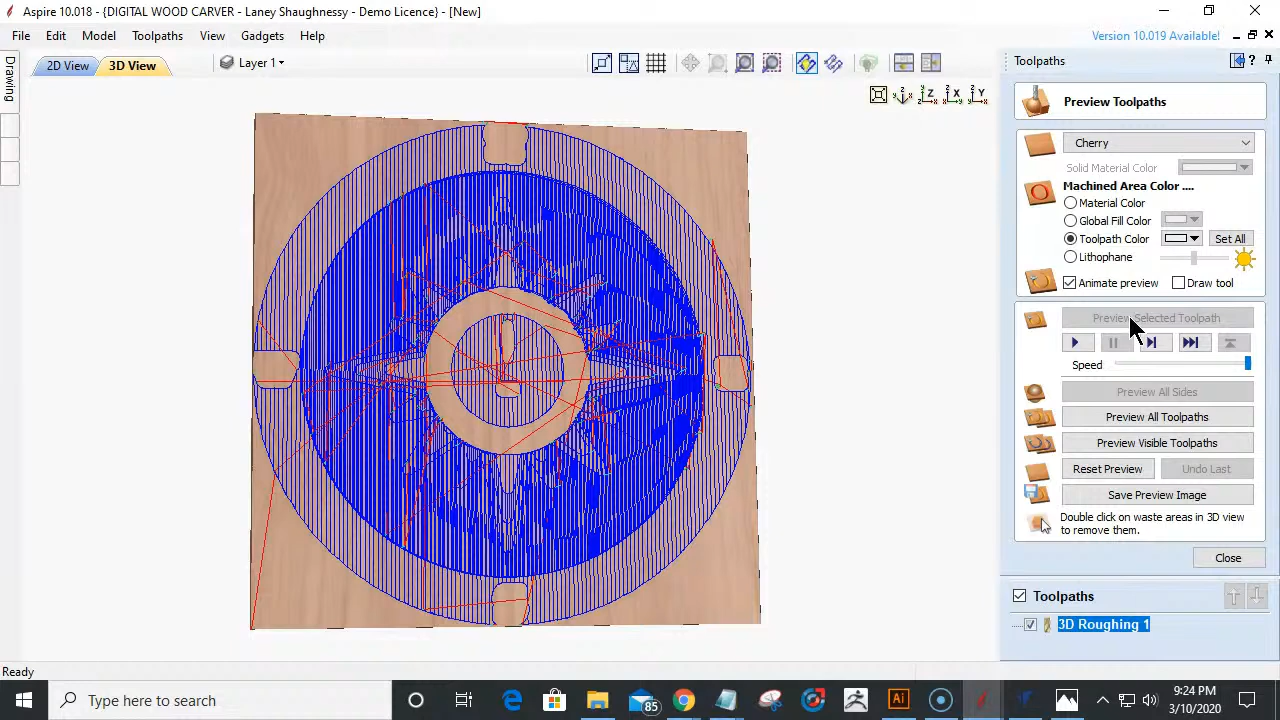 Aspire 10.018 - {DIGITAL WOOD CARVER - Laney Shaughnessy - Demo Licence} - [New]
File Edit Model Toolpaths View Gadgets Help
Version 10.019 Available!
2D View 3D View Layer 1
Drawing
Z X Y
Toolpaths
Preview Toolpaths
Cherry
Solid Material Color
Machined Area Color ....
Material Color
Global Fill Color
Toolpath Color Set All
Lithophane
Animate preview Draw tool
Preview Selected Toolpath
Speed
Preview All Sides
Preview All Toolpaths
Preview Visible Toolpaths
Reset Preview Undo Last
Save Preview Image
Double click on waste areas in 3D view
to remove them.
Close
Toolpaths
3D Roughing 1
Ready
Type here to search
85
Ai
9:24 PM
3/10/2020